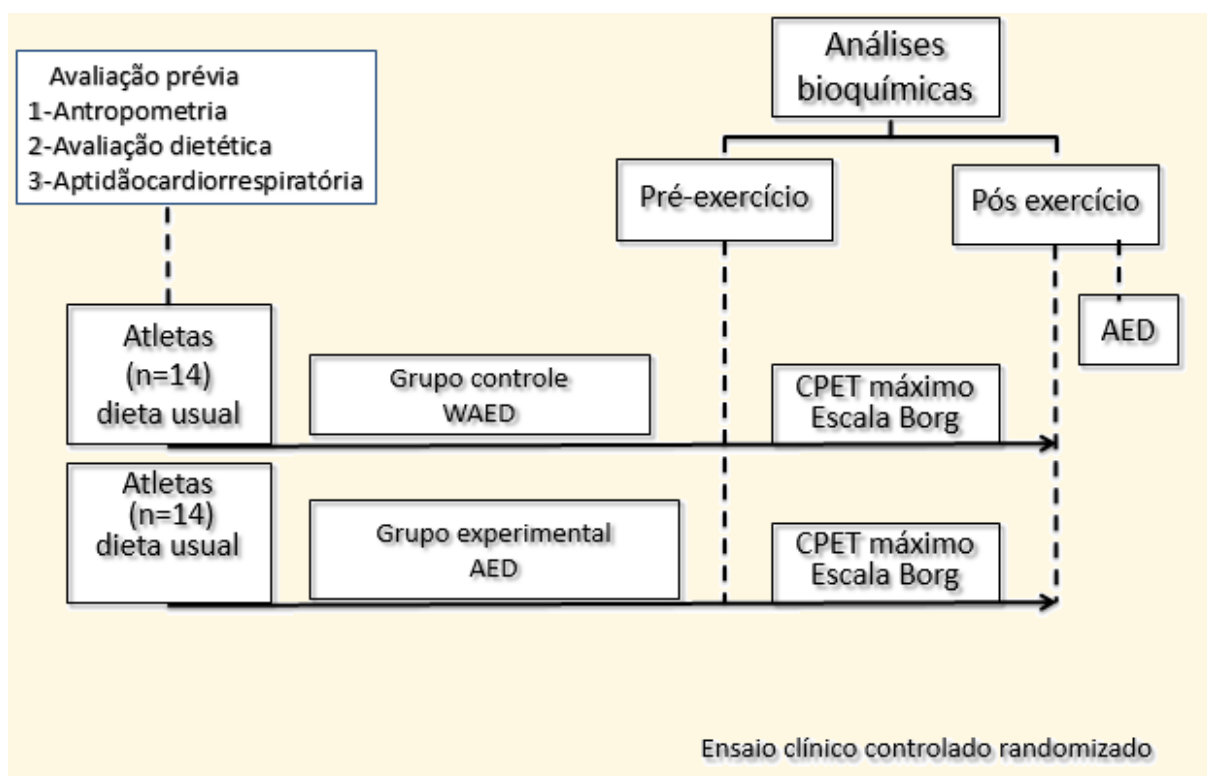 Avaliação prévia
1-Antropometria
2-Avaliação dietética
3-Aptidãocardiorrespiratória
Análises
bioquímicas
Pré-exercício
Pós exercício
AED
Atletas
(n=14)
dieta usual
Grupo controle
WAED
CPET máximo
Escala Borg
Atletas
(n=14)
dieta usual
Grupo experimental
AED
CPET máximo
Escala Borg
Ensaio clínico controlado randomizado